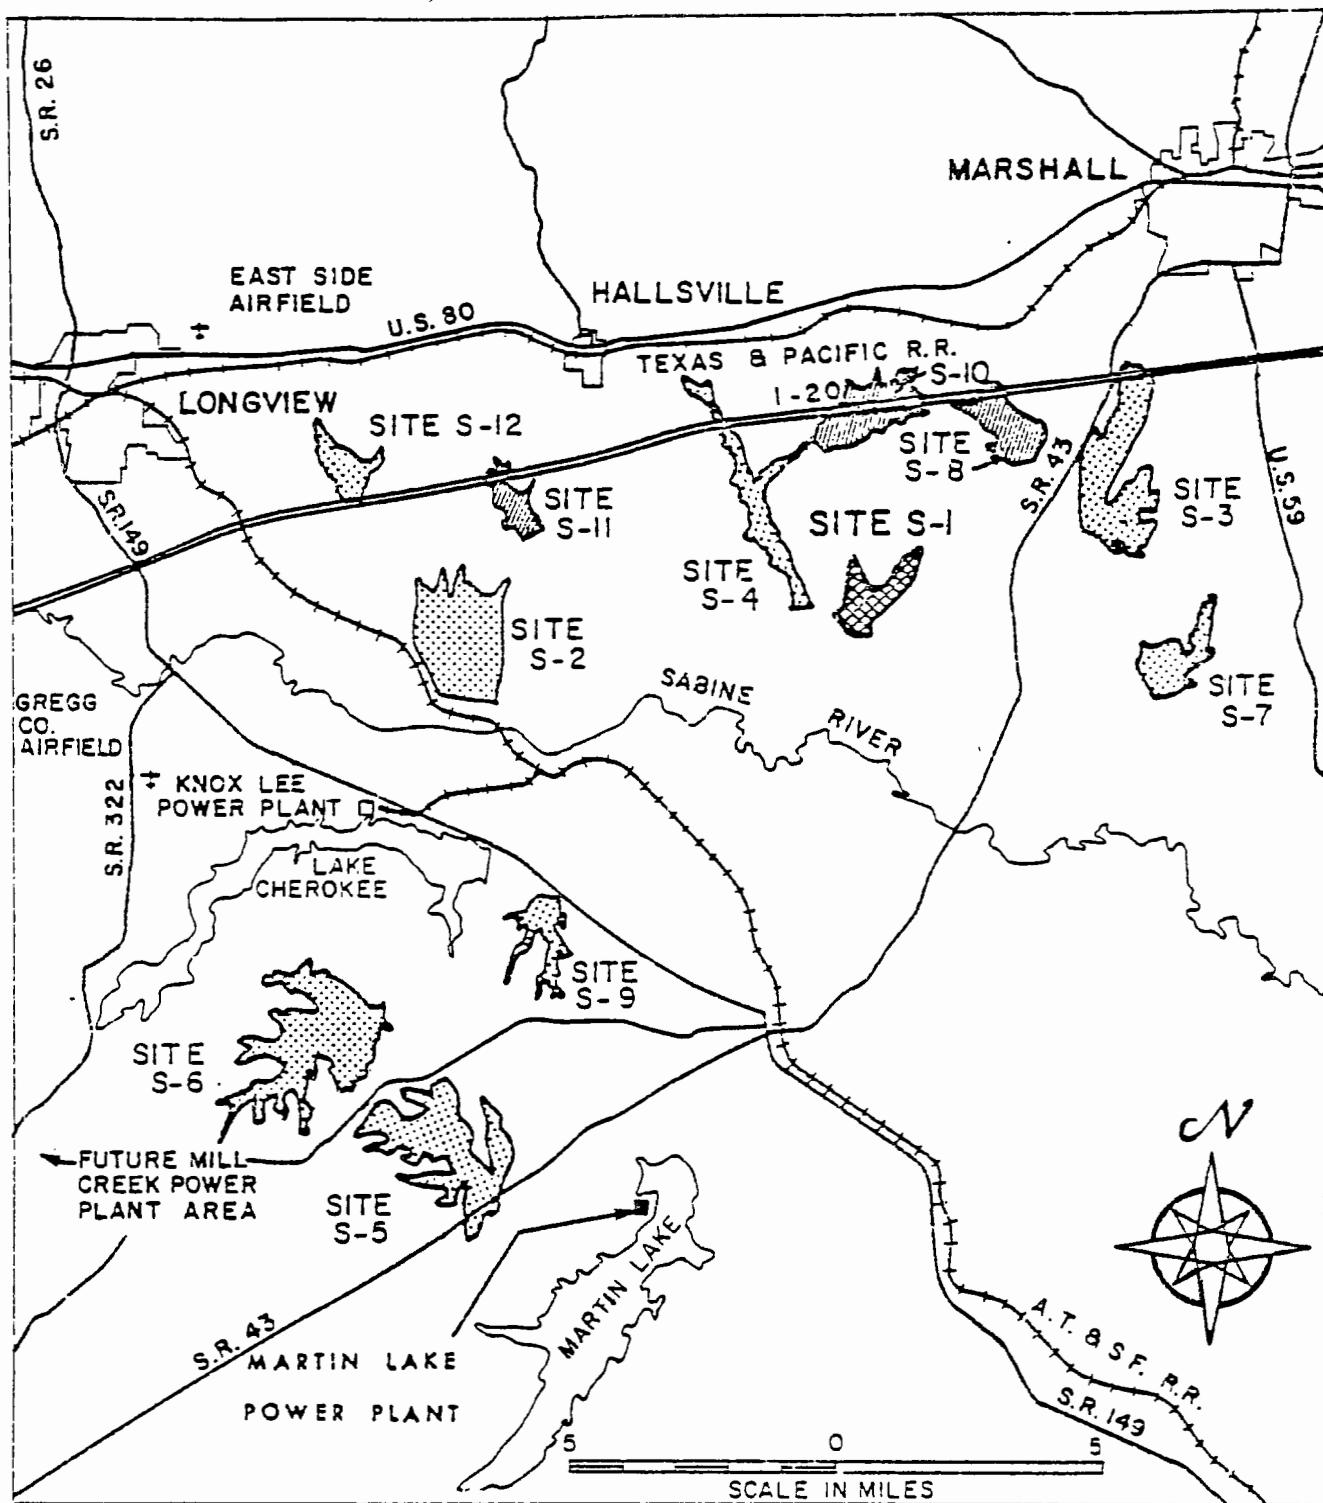 S.R. 26
MARSHALL
EAST SIDE
AIRFIELD
HALLSVILLE
U.S. 80
TEXAS & PACIFIC R.R.
S-10
I-20
LONGVIEW
SITE S-12
SITE
S-8
S.R. 43
U.S. 59
SITE
S-3
SITE
S-11
S.R. 149
SITE S-1
SITE
S-4
SITE
S-2
SABINE
RIVER
SITE
S-7
GREGG
CO.
AIRFIELD
S.R. 322
KNOX LEE
POWER PLANT
LAKE
CHEROKEE
SITE
S-9
SITE
S-6
FUTURE MILL
CREEK POWER
PLANT AREA
SITE
S-5
N
MARTIN LAKE
S.R. 43
MARTIN LAKE
POWER PLANT
A.T. & S F. R.R.
S.R. 149
5 0 5
SCALE IN MILES